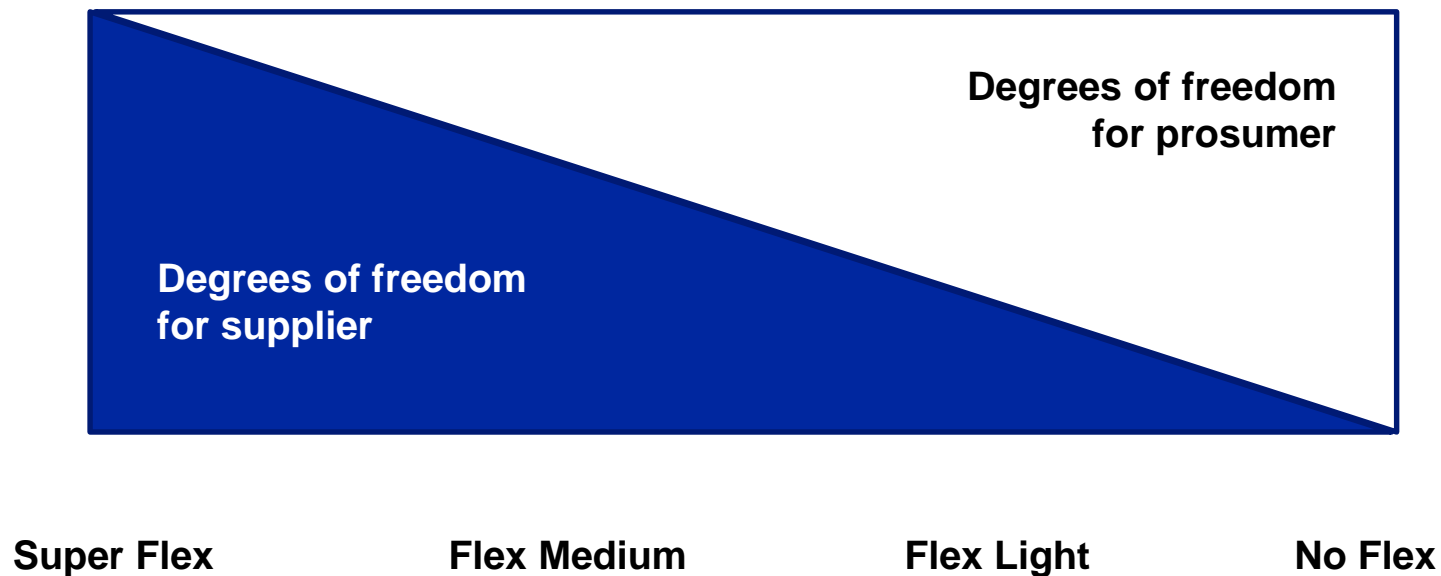 Degrees of freedom
for prosumer
Degrees of freedom
for supplier
Super Flex Flex Medium Flex Light No Flex